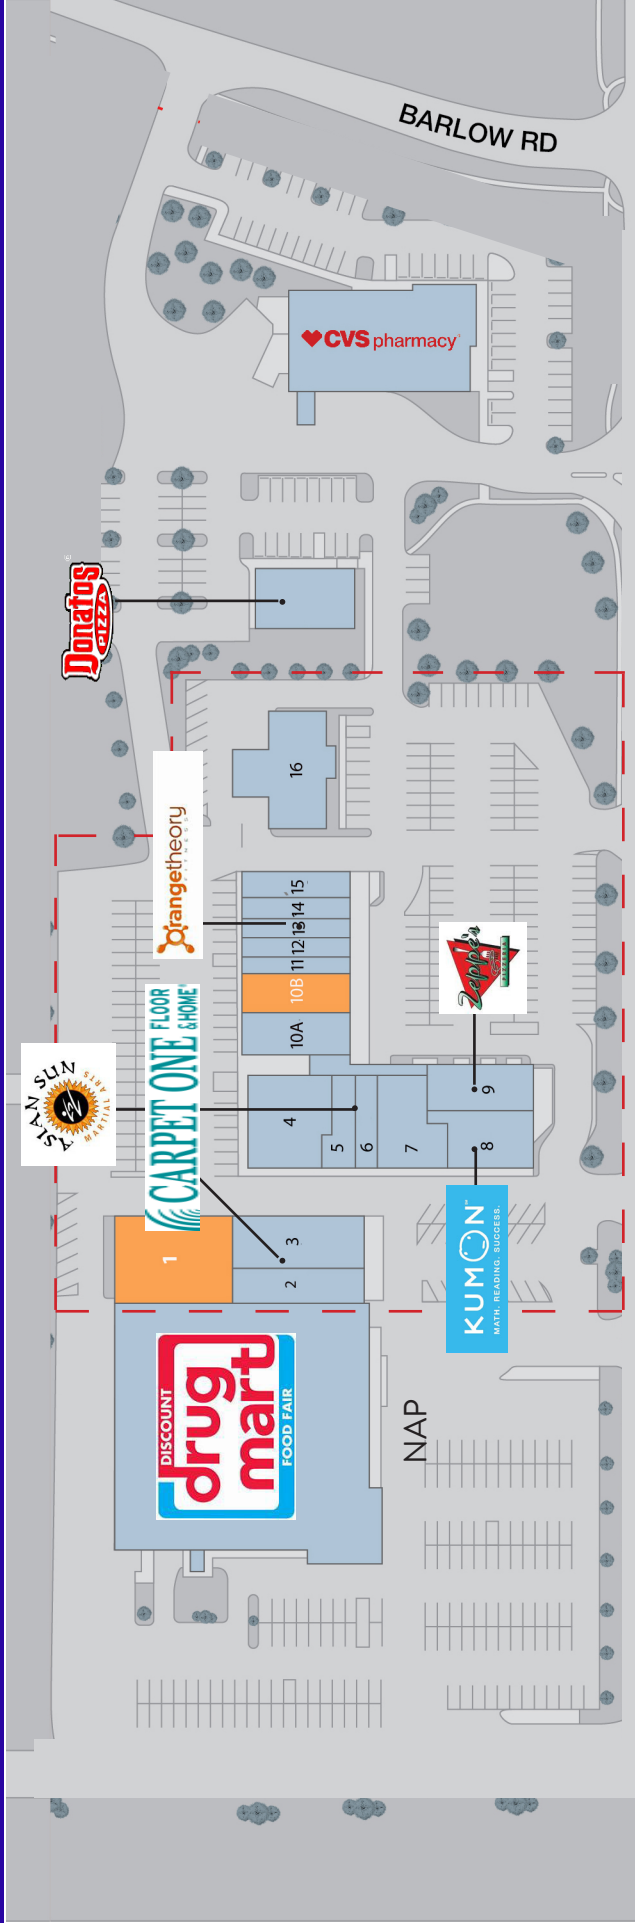 BARLOW RD
CVS pharmacy
DONATOS
PIZZA
®
16
orangetheory
FITNESS
15
14
13
12
11
10B
10A
Zeppe's
CARPET ONE FLOOR
& HOME®
ASIAN SUN
MARTIAL ARTS
4
5
6
7
8
9
KUMON™
MATH. READING. SUCCESS.
1
2
3
DISCOUNT
drug
mart
FOOD FAIR
NAP